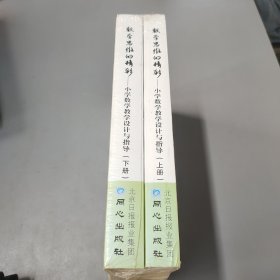 数学思维的精彩——小学数学教学设计与指导（下册）
北京日报报业集团
同心出版社
数学思维的精彩——小学数学教学设计与指导（上册）
北京日报报业集团
同心出版社